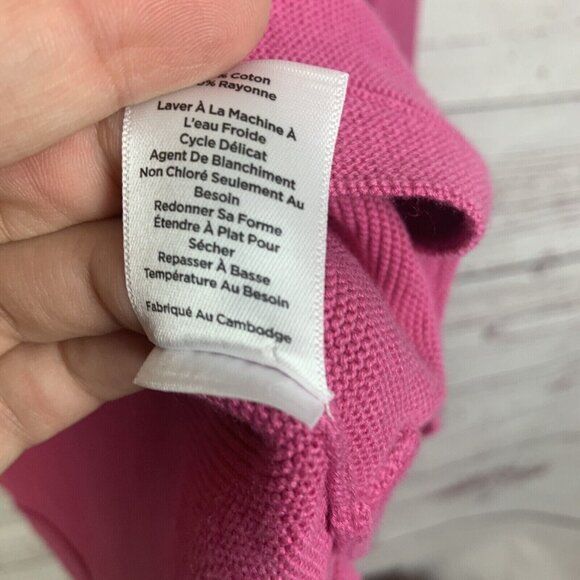 % Coton
0% Rayonne
Laver À La Machine À
L'eau Froide
Cycle Délicat
Agent De Blanchiment
Non Chloré Seulement Au
Besoin
Redonner Sa Forme
Étendre À Plat Pour
Sécher
Repasser À Basse
Température Au Besoin
Fabriqué Au Cambodge